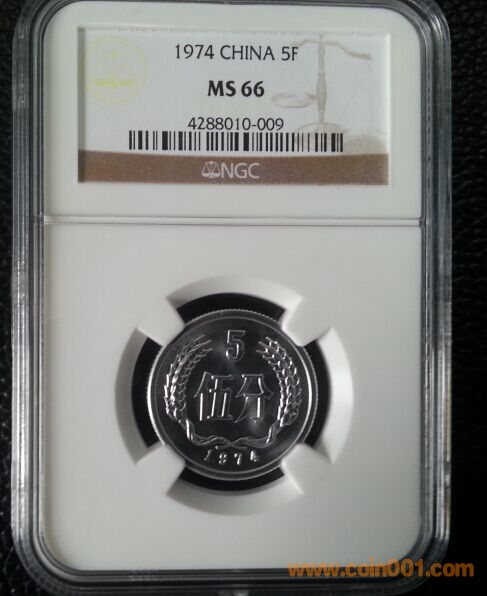 1974 CHINA 5F
MS 66
4288010-009
NGC
5
伍分
1974
www.coin001.com